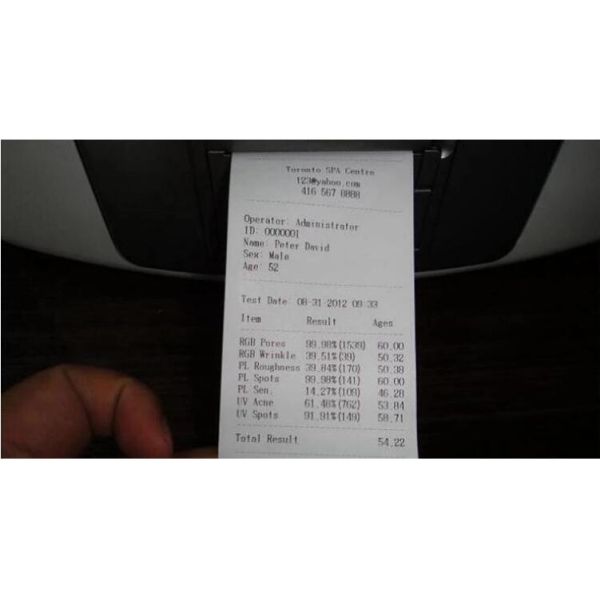 Toronto SPA Centre
123@yahoo.com
416 567 0888
Operator: Administrator
ID: 0000001
Name: Peter David
Sex: Male
Age: 52
Test Date: 08-31-2012 09:33
Item Result Ages
RGB Pores 99.98%(1539) 60.00
RGB Wrinkle 39.51%(39) 50.32
PL Roughness 39.84%(170) 50.38
PL Spots 99.98%(141) 60.00
PL Sen. 14.27%(109) 46.28
UV Acne 61.46%(762) 53.84
UV Spots 91.91%(149) 58.71
Total Result 54.22